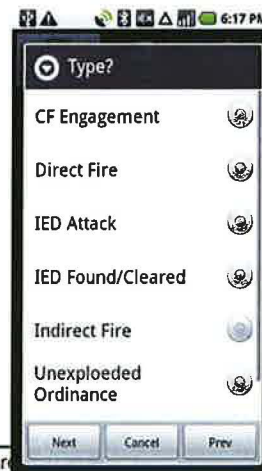 6:17 PM
Type?
CF Engagement
Direct Fire
IED Attack
IED Found/Cleared
Indirect Fire
Unexploeded
Ordinance
Next Cancel Prev